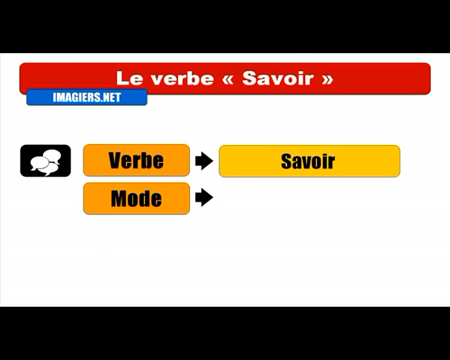 Le verbe « Savoir »
IMAGIERS.NET
Verbe
Savoir
Mode